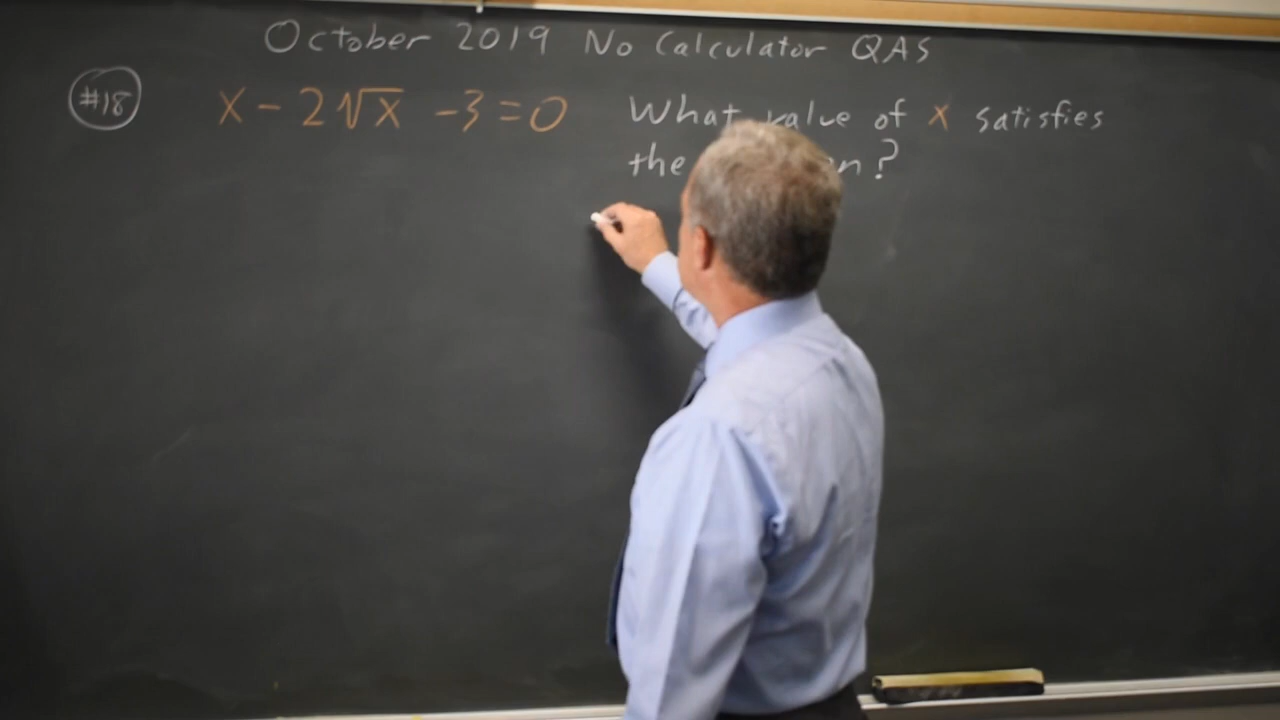 October 2019 No Calculator QAS
#18 x - 2√x - 3 = 0 What value of x satisfies
the ?